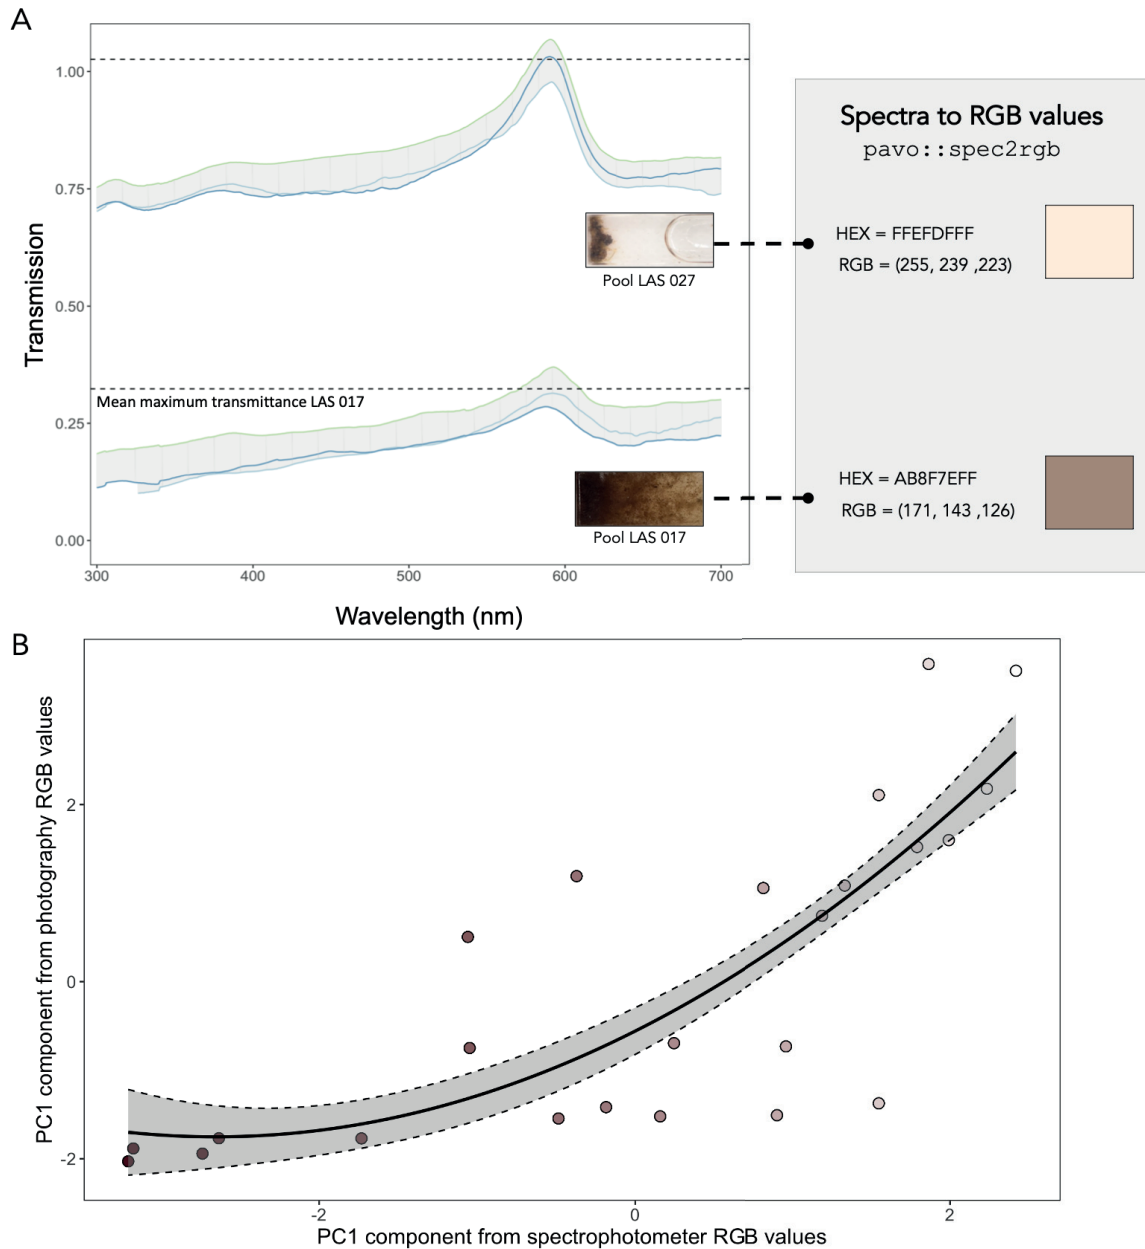 A
Transmission
1.00
0.75
0.50
0.25
0.00
Pool LAS 027
Mean maximum transmittance LAS 017
Pool LAS 017
300
400
500
600
700
Wavelength (nm)
Spectra to RGB values
pavo::spec2rgb
HEX = FFEFDFFF
RGB = (255, 239 ,223)
HEX = AB8F7EFF
RGB = (171, 143 ,126)
B
PC1 component from photography RGB values
2
0
-2
-2
0
2
PC1 component from spectrophotometer RGB values